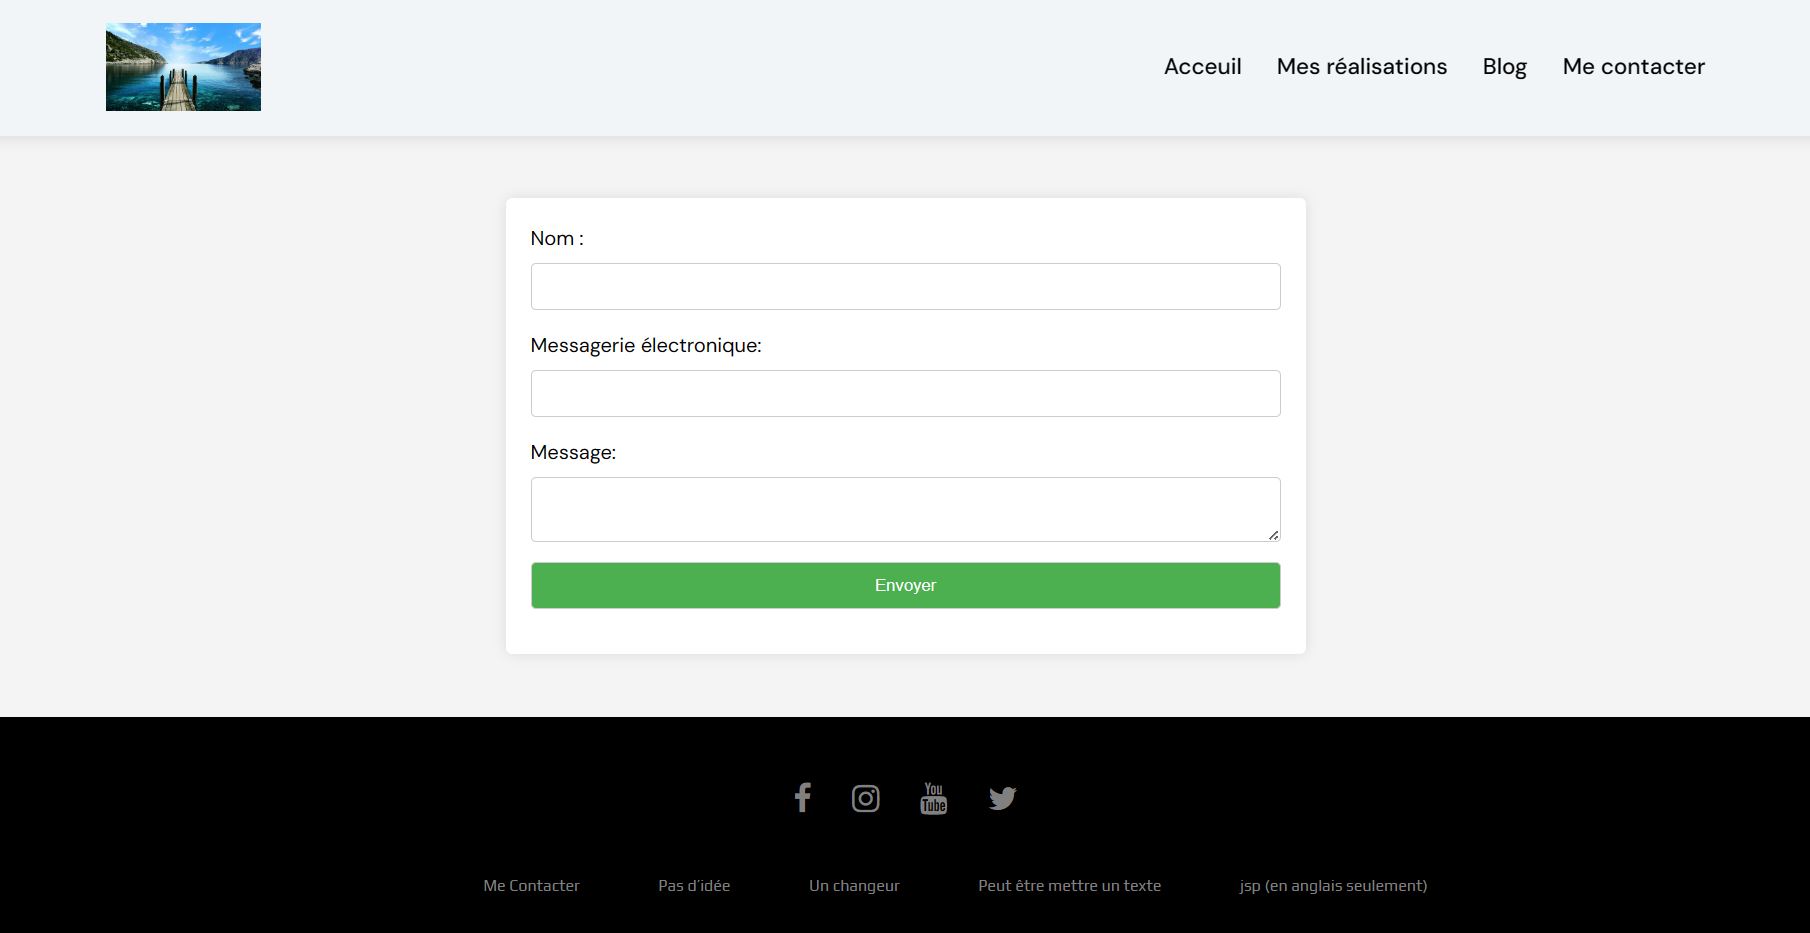 Acceuil Mes réalisations Blog Me contacter
Nom :
Messagerie électronique:
Message:
Envoyer
You
Tube
Me Contacter Pas d'idée Un changeur Peut être mettre un texte jsp (en anglais seulement)